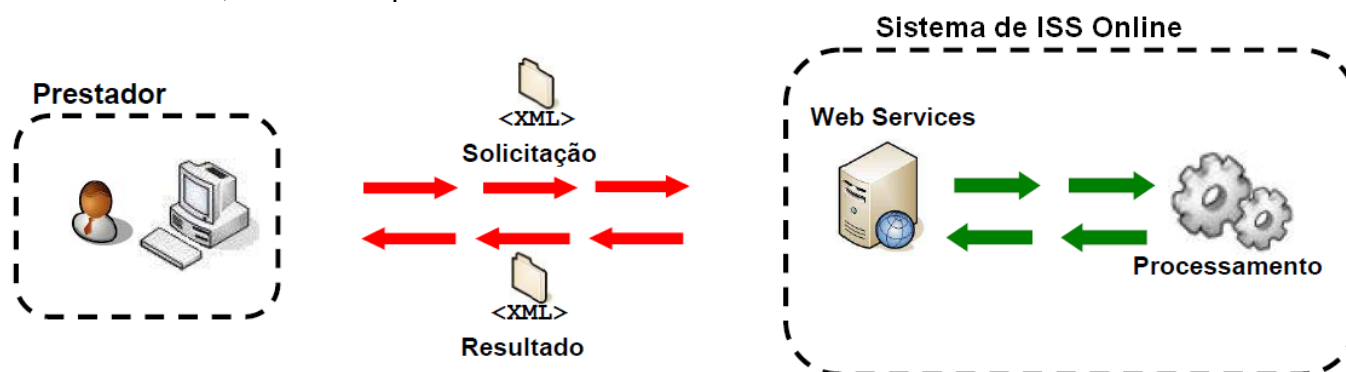 Sistema de ISS Online
Prestador
<XML>
Solicitação
Web Services
Processamento
<XML>
Resultado